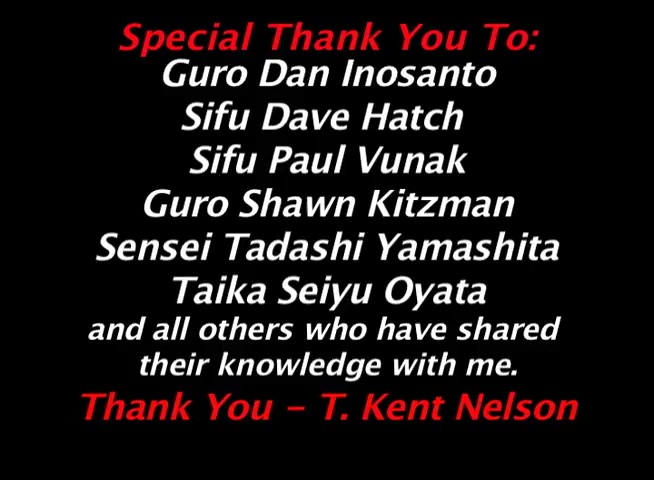 Special Thank You To:
Guro Dan Inosanto
Sifu Dave Hatch
Sifu Paul Vunak
Guro Shawn Kitzman
Sensei Tadashi Yamashita
Taika Seiyu Oyata
and all others who have shared
their knowledge with me.
Thank You - T. Kent Nelson